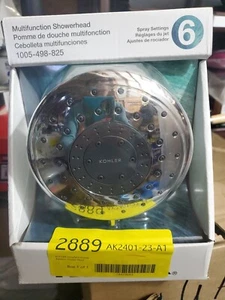 Multifunction Showerhead
Pomme de douche multifonction
Cebolleta multifunciones
1005-498-825
Spray Settings
Réglages du jet
Ajustes de rociador
6
KOHLER
2889 AK2401-23-A1